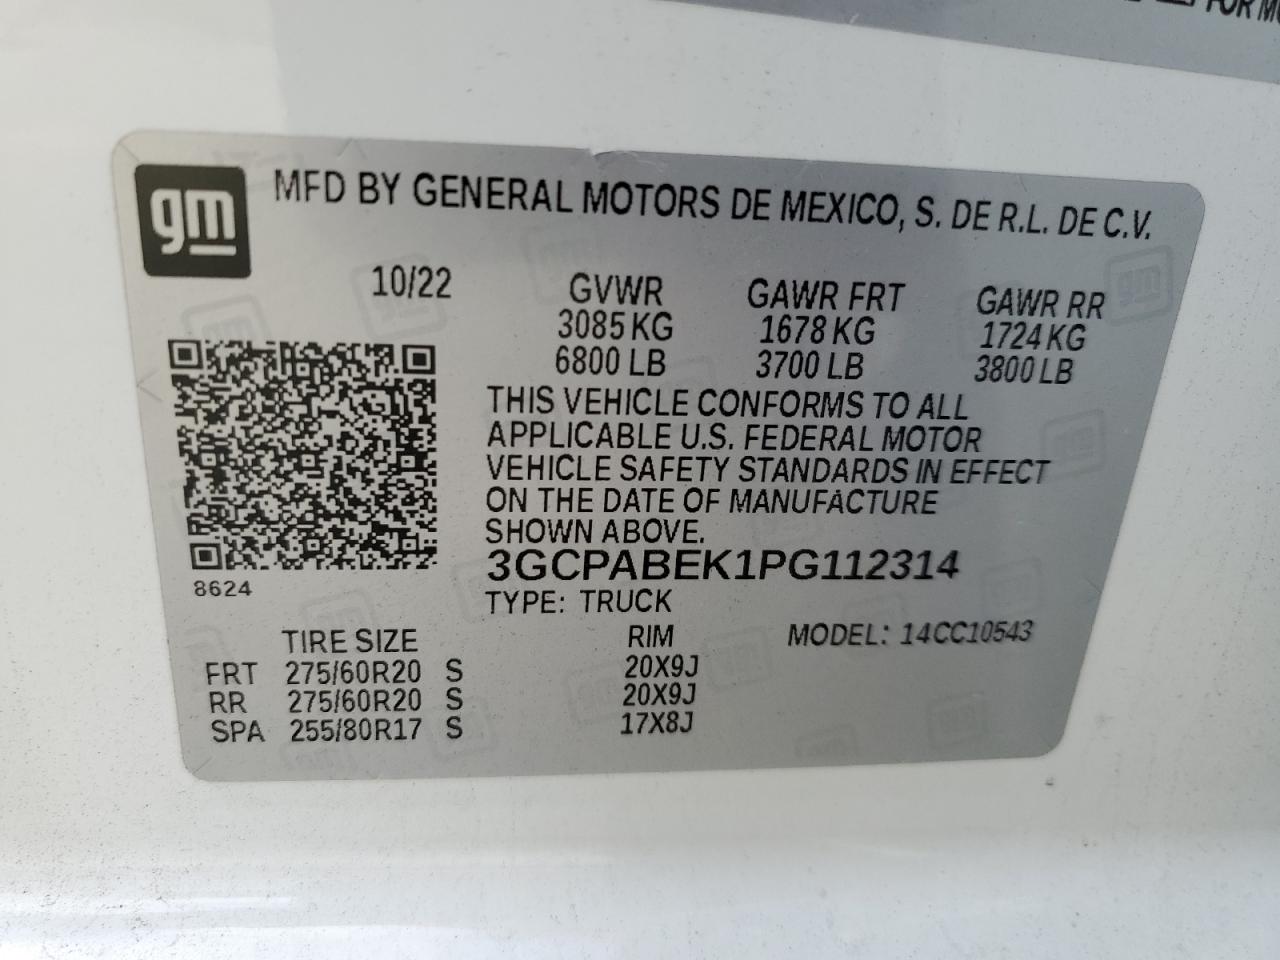 FOR
gm
MFD BY GENERAL MOTORS DE MEXICO, S. DE R.L. DE C.V.
10/22 GVWR GAWR FRT GAWR RR
3085 KG 1678 KG 1724 KG
6800 LB 3700 LB 3800 LB
THIS VEHICLE CONFORMS TO ALL
APPLICABLE U.S. FEDERAL MOTOR
VEHICLE SAFETY STANDARDS IN EFFECT
ON THE DATE OF MANUFACTURE
SHOWN ABOVE.
3GCPABEK1PG112314
8624
TYPE: TRUCK
TIRE SIZE RIM MODEL: 14CC10543
FRT 275/60R20 S 20X9J
RR 275/60R20 S 20X9J
SPA 255/80R17 S 17X8J